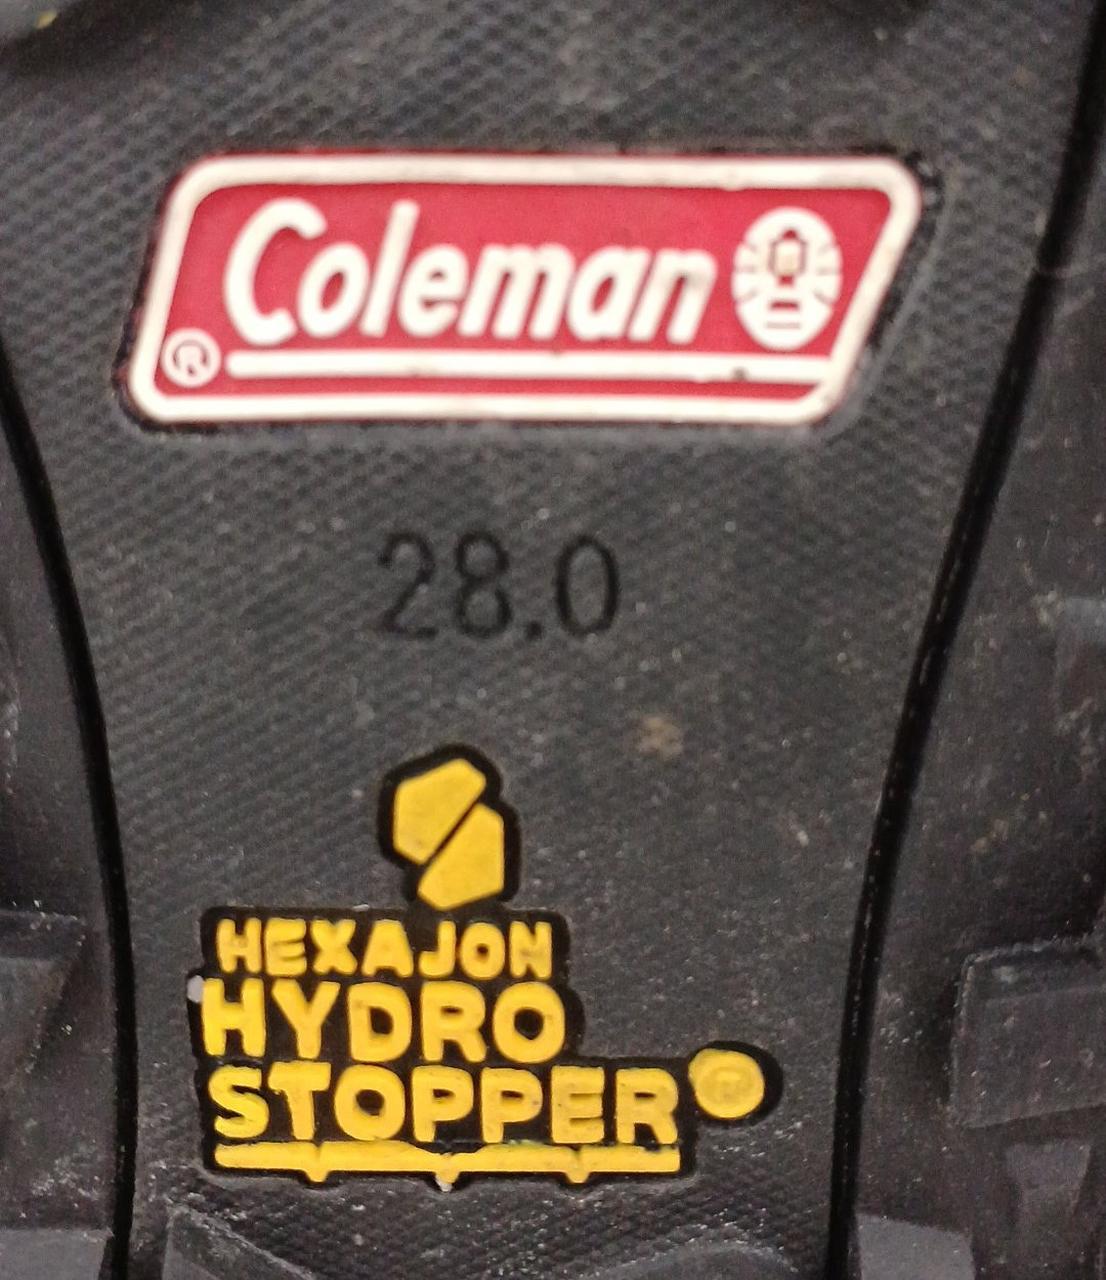 Coleman
®
28.0
HEXAJON
HYDRO
STOPPER®